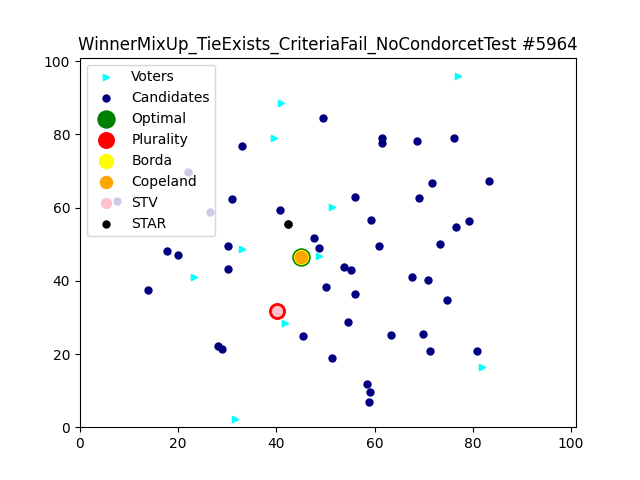 WinnerMixUp_TieExists_CriteriaFail_NoCondorcetTest #5964
100
80
60
40
20
0
Voters
Candidates
Optimal
Plurality
Borda
Copeland
STV
STAR
0 20 40 60 80 100